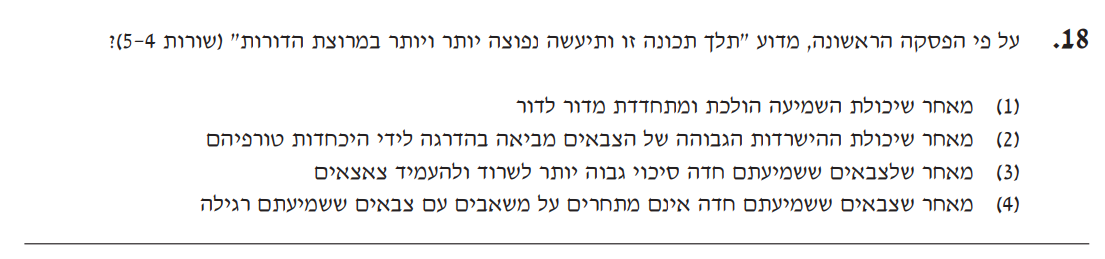 18. על פי הפסקה הראשונה, מדוע "תלך תכונה זו ותיעשה נפוצה יותר ויותר במרוצת הדורות" (שורות 5-4)?
(1) מאחר שיכולת השמיעה הולכת ומתחדדת מדור לדור
(2) מאחר שיכולת ההישרדות הגבוהה של הצבאים מביאה בהדרגה לידי היכחדות טורפיהם
(3) מאחר שלצבאים ששמיעתם חדה סיכוי גבוה יותר לשרוד ולהעמיד צאצאים
(4) מאחר שצבאים ששמיעתם חדה אינם מתחרים על משאבים עם צבאים ששמיעתם רגילה